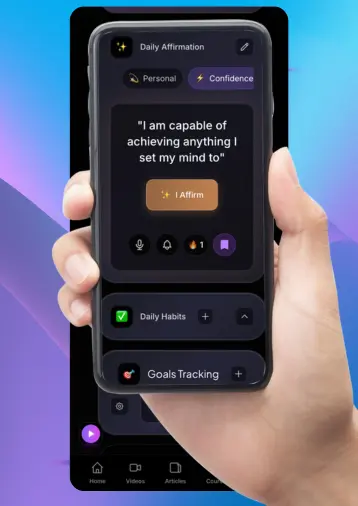 Daily Affirmation
Personal
Confidence
"I am capable of
achieving anything I
set my mind to"
I Affirm
1
Daily Habits
Goals Tracking
Home
Videos
Articles